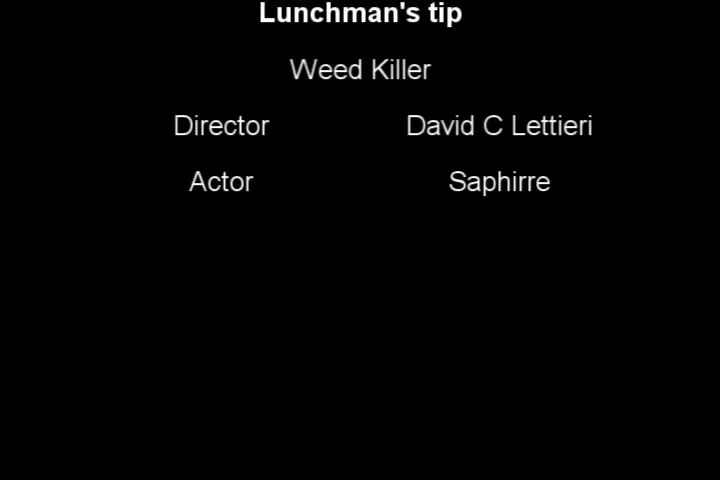 Lunchman's tip
Weed Killer
Director David C Lettieri
Actor Saphirre